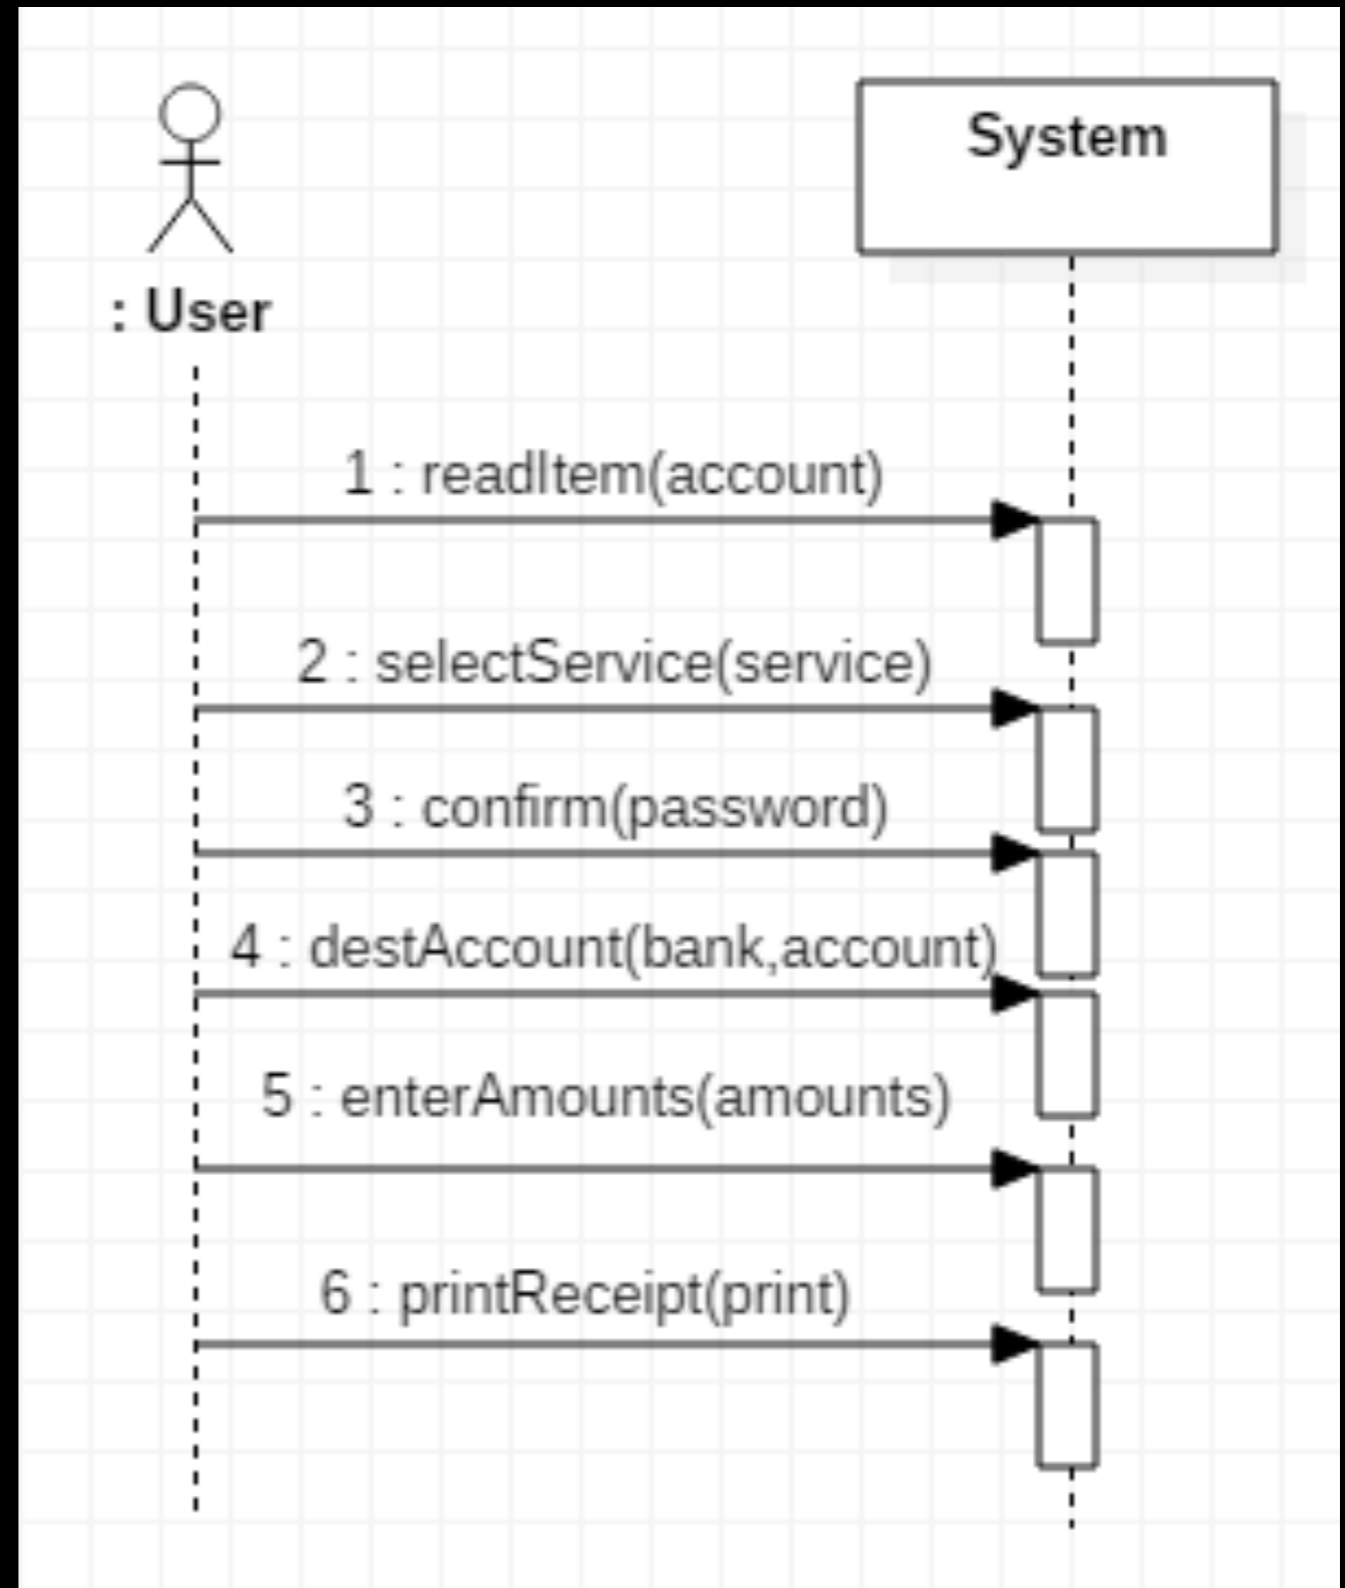 System
: User
1 : readItem(account)
2 : selectService(service)
3 : confirm(password)
4 : destAccount(bank,account)
5 : enterAmounts(amounts)
6 : printReceipt(print)